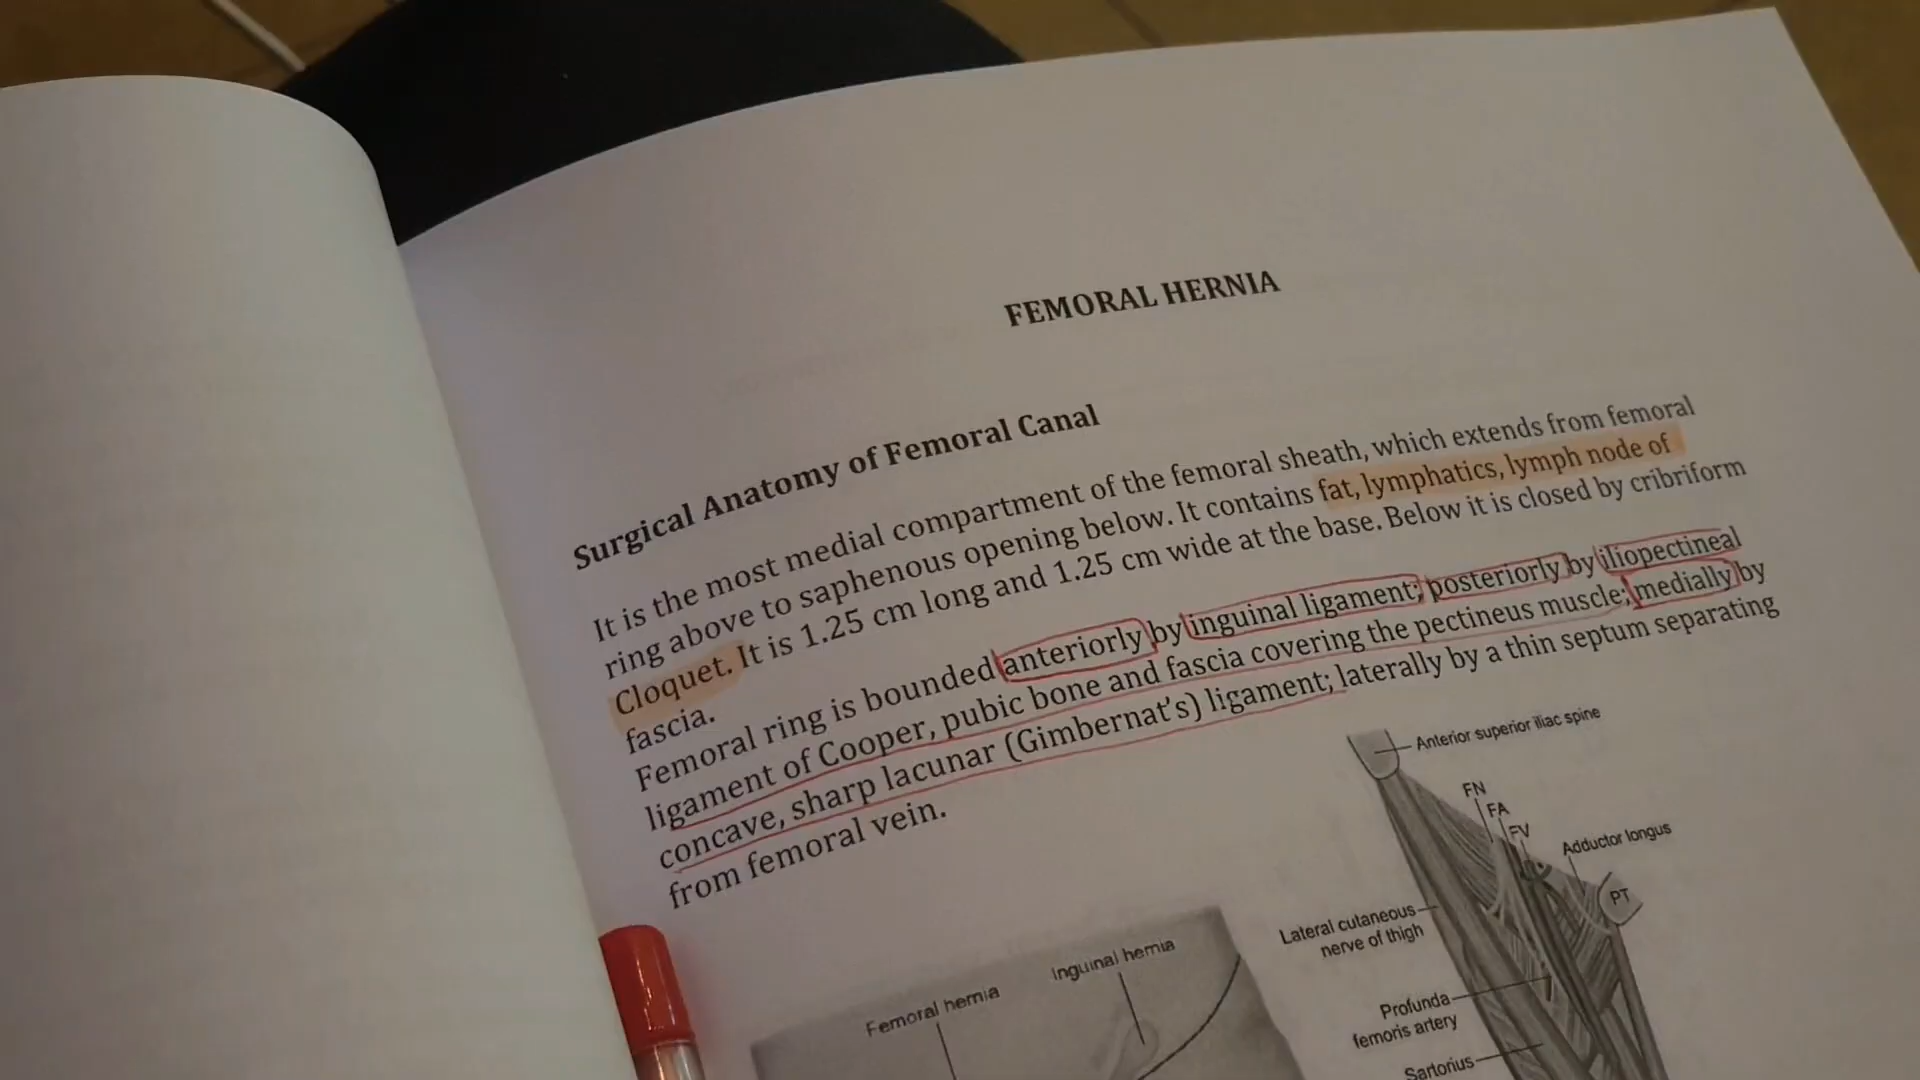 FEMORAL HERNIA
Surgical Anatomy of Femoral Canal
It is the most medial compartment of the femoral sheath, which extends from femoral
ring above to saphenous opening below. It contains fat, lymphatics, lymph node of
Cloquet. It is 1.25 cm long and 1.25 cm wide at the base. Below it is closed by cribriform
fascia.
Femoral ring is bounded anteriorly by inguinal ligament; posteriorly by iliopectineal
ligament of Cooper, pubic bone and fascia covering the pectineus muscle; medially by
concave, sharp lacunar (Gimbernat's) ligament; laterally by a thin septum separating
from femoral vein.
Anterior superior iliac spine
FN
FA
FV
Adductor longus
PT
Lateral cutaneous
nerve of thigh
Profunda
femoris artery
Sartorius
Inguinal hernia
Femoral hernia